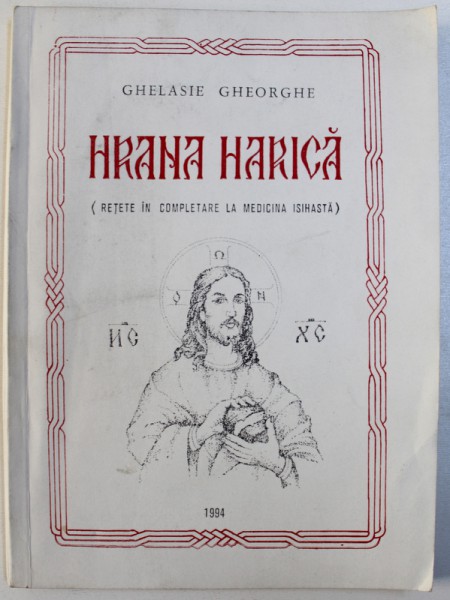 GHELASIE GHEORGHE
HRANA HARICĂ
(REȚETE ÎN COMPLETARE LA MEDICINA ISIHASTĂ)
Ω
O N
ИС ХС
1994